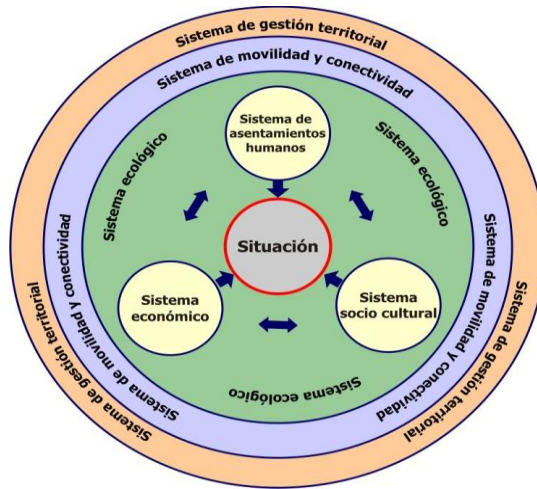 Sistema de gestión territorial
Sistema de movilidad y conectividad
Sistema de
asentamientos
humanos
Sistema ecológico
Sistema ecológico
Situación
Sistema
económico
Sistema
socio cultural
Sistema ecológico
Sistema de movilidad y conectividad
Sistema de movilidad y conectividad
Sistema de gestión territorial
Sistema de gestión territorial